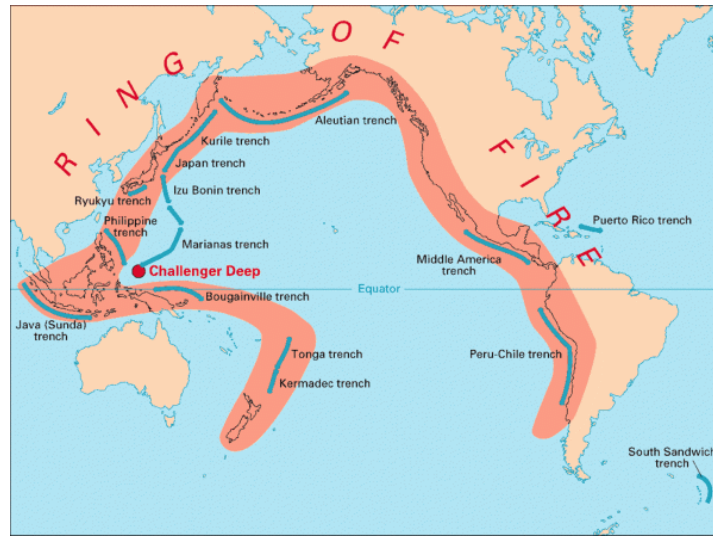 RING OF FIRE
Aleutian trench
Kurile trench
Japan trench
Izu Bonin trench
Ryukyu trench
Philippine
trench
Marianas trench
Challenger Deep
Bougainville trench
Equator
Java (Sunda)
trench
Tonga trench
Kermadec trench
Middle America
trench
Puerto Rico trench
Peru-Chile trench
South Sandwich
trench